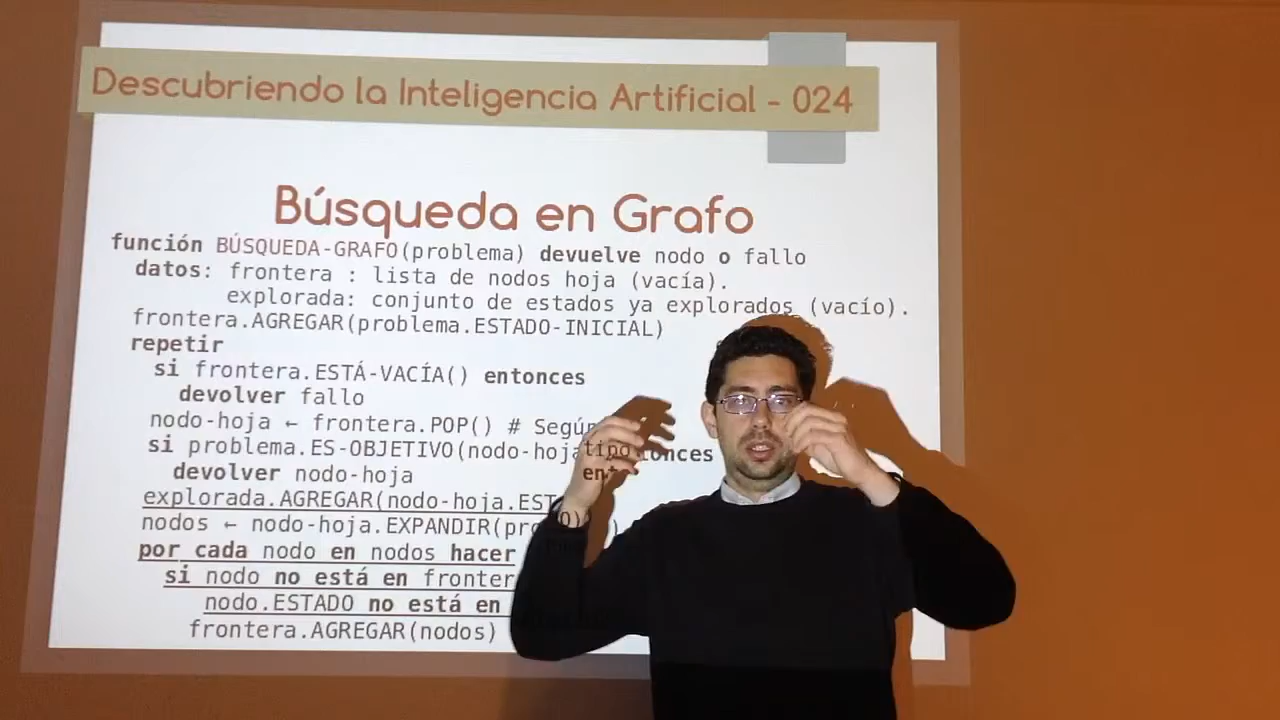 Descubriendo la Inteligencia Artificial - 024
Búsqueda en Grafo
función BÚSQUEDA-GRAFO(problema) devuelve nodo o fallo
datos: frontera : lista de nodos hoja (vacía).
explorada: conjunto de estados ya explorados (vacío).
frontera.AGREGAR(problema.ESTADO-INICIAL)
repetir
si frontera.ESTÁ-VACÍA() entonces
devolver fallo
nodo-hoja ← frontera.POP() # Según tipo
si problema.ES-OBJETIVO(nodo-hoja entonces
devolver nodo-hoja
explorada.AGREGAR(nodo-hoja.EST
nodos ← nodo-hoja.EXPANDIR(pro
por cada nodo en nodos hacer
si nodo no está en fronter
nodo.ESTADO no está en
frontera.AGREGAR(nodos)